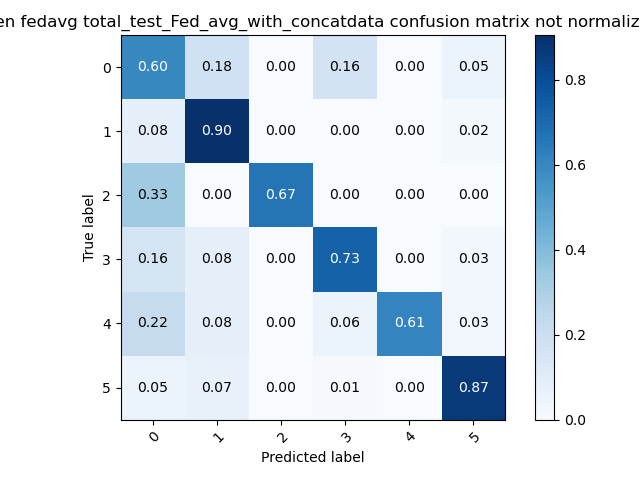 en fedavg total_test_Fed_avg_with_concatdata confusion matrix not normaliz
0 0.60 0.18 0.00 0.16 0.00 0.05
1 0.08 0.90 0.00 0.00 0.00 0.02
2 0.33 0.00 0.67 0.00 0.00 0.00
3 0.16 0.08 0.00 0.73 0.00 0.03
4 0.22 0.08 0.00 0.06 0.61 0.03
5 0.05 0.07 0.00 0.01 0.00 0.87
0 1 2 3 4 5
True label
Predicted label
0.8
0.6
0.4
0.2
0.0